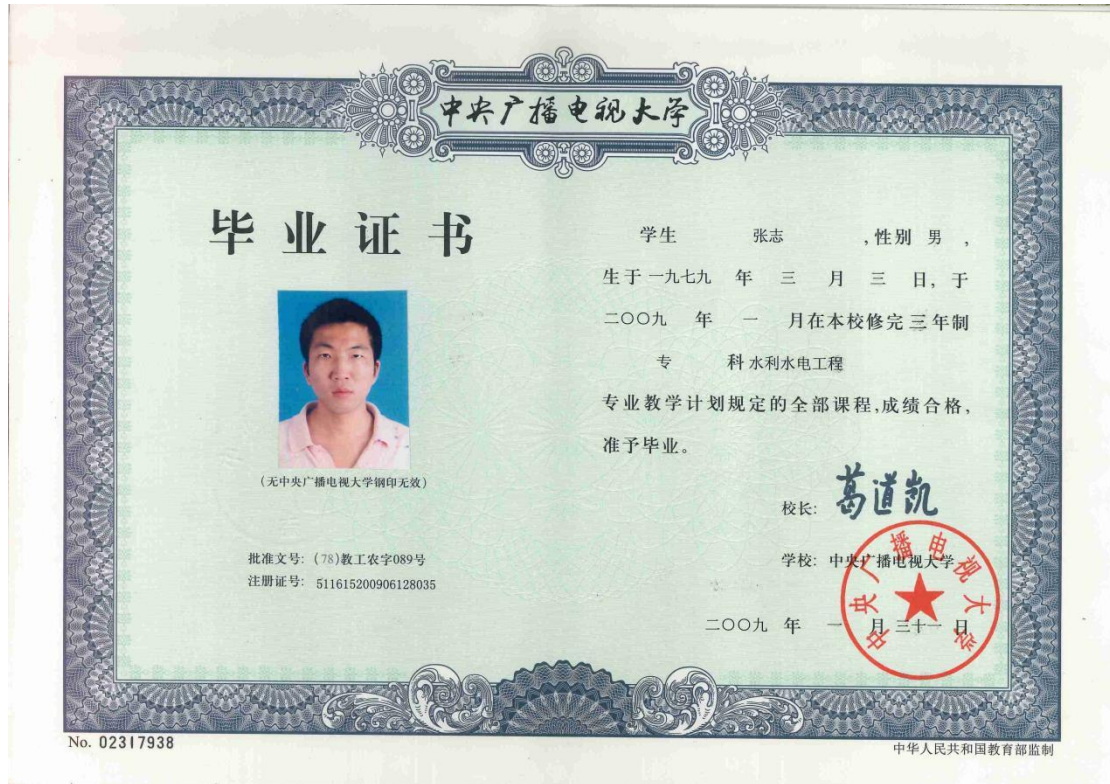 中央广播电视大学
毕业证书
(无中央广播电视大学钢印无效)
批准文号: (78)教工农字089号
注册证号: 511615200906128035
学生 张志 ,性别 男 ,
生于 一九七九 年 三 月 三 日, 于
二〇〇九 年 一 月在本校修完 三 年制
专 科 水利水电工程
专业教学计划规定的全部课程,成绩合格,
准予毕业。
校长: 葛道凯
学校: 中央广播电视大学
二〇〇九 年 一 月 三十一 日
中央广播电视大学
No. 02317938
中华人民共和国教育部监制